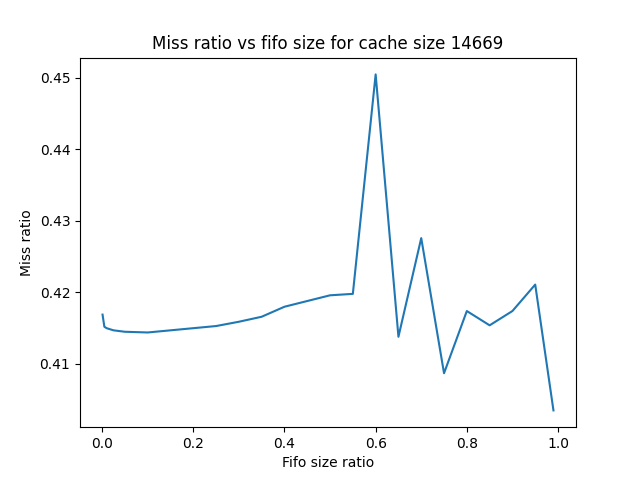 Miss ratio vs fifo size for cache size 14669
0.45
0.44
0.43
0.42
0.41
Miss ratio
0.0 0.2 0.4 0.6 0.8 1.0
Fifo size ratio